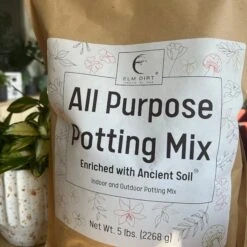 ELM DIRT
All Purpose
Potting Mix
Enriched with Ancient Soil®
Indoor and Outdoor Potting Mix
Net Wt. 5 lbs. (2268 g)